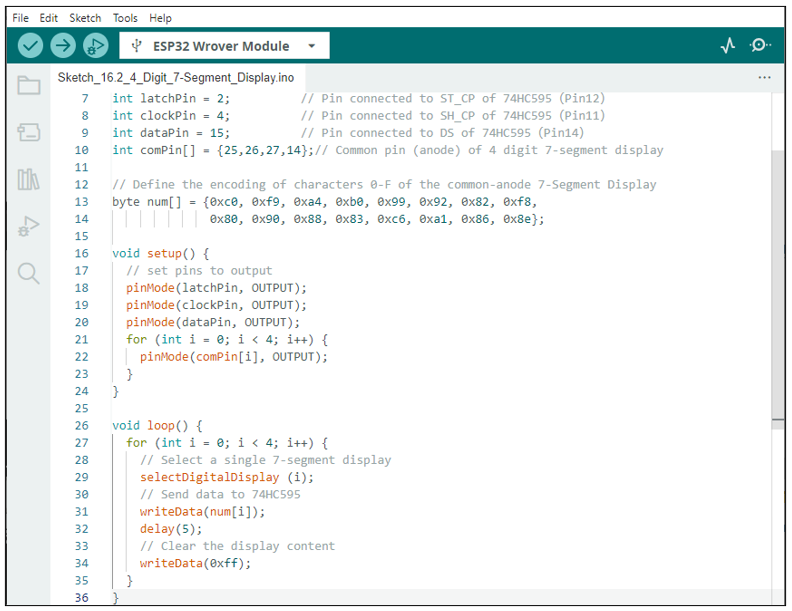 File Edit Sketch Tools Help
ESP32 Wrover Module
Sketch_16.2_4_Digit_7-Segment_Display.ino
7 int latchPin = 2; // Pin connected to ST_CP of 74HC595 (Pin12)
8 int clockPin = 4; // Pin connected to SH_CP of 74HC595 (Pin11)
9 int dataPin = 15; // Pin connected to DS of 74HC595 (Pin14)
10 int comPin[] = {25,26,27,14};// Common pin (anode) of 4 digit 7-segment display
11
12 // Define the encoding of characters 0-F of the common-anode 7-Segment Display
13 byte num[] = {0xc0, 0xf9, 0xa4, 0xb0, 0x99, 0x92, 0x82, 0xf8,
14 0x80, 0x90, 0x88, 0x83, 0xc6, 0xa1, 0x86, 0x8e};
15
16 void setup() {
17 // set pins to output
18 pinMode(latchPin, OUTPUT);
19 pinMode(clockPin, OUTPUT);
20 pinMode(dataPin, OUTPUT);
21 for (int i = 0; i < 4; i++) {
22 pinMode(comPin[i], OUTPUT);
23 }
24 }
25
26 void loop() {
27 for (int i = 0; i < 4; i++) {
28 // Select a single 7-segment display
29 selectDigitalDisplay (i);
30 // Send data to 74HC595
31 writeData(num[i]);
32 delay(5);
33 // Clear the display content
34 writeData(0xff);
35 }
36 }